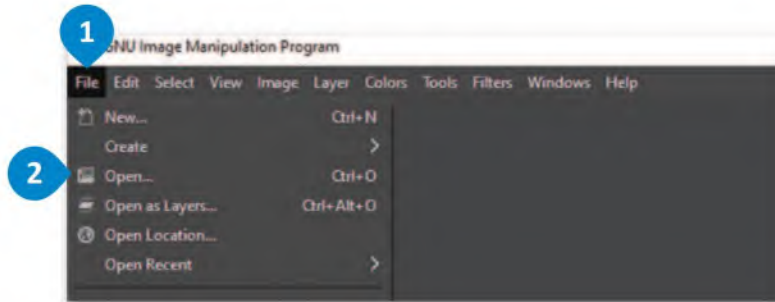 1
GNU Image Manipulation Program
File Edit Select View Image Layer Colors Tools Filters Windows Help
New... Ctrl+N
Create >
2
Open... Ctrl+O
Open as Layers... Ctrl+Alt+O
Open Location...
Open Recent >